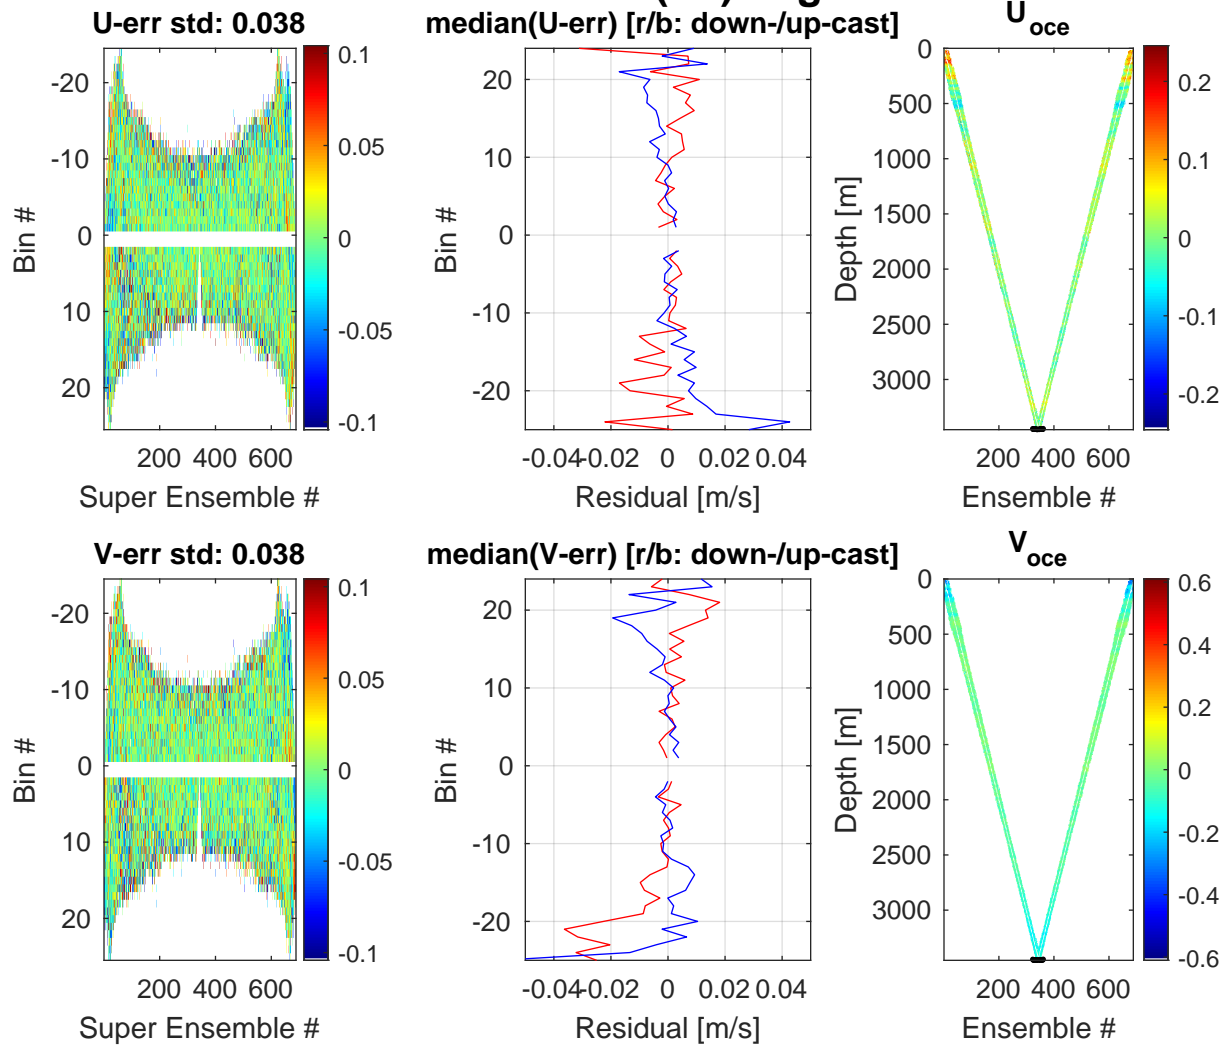 U-err std: 0.038
median(U-err) [r/b: down-/up-cast]
U_oce
-20
-10
0
10
20
Bin #
200 400 600
Super Ensemble #
0.1
0.05
0
-0.05
-0.1
20
10
0
-10
-20
Bin #
-0.04 -0.02 0 0.02 0.04
Residual [m/s]
0
500
1000
1500
2000
2500
3000
Depth [m]
200 400 600
Ensemble #
0.2
0.1
0
-0.1
-0.2
V-err std: 0.038
median(V-err) [r/b: down-/up-cast]
V_oce
-20
-10
0
10
20
Bin #
200 400 600
Super Ensemble #
0.1
0.05
0
-0.05
-0.1
20
10
0
-10
-20
Bin #
-0.04 -0.02 0 0.02 0.04
Residual [m/s]
0
500
1000
1500
2000
2500
3000
Depth [m]
200 400 600
Ensemble #
0.6
0.4
0.2
0
-0.2
-0.4
-0.6